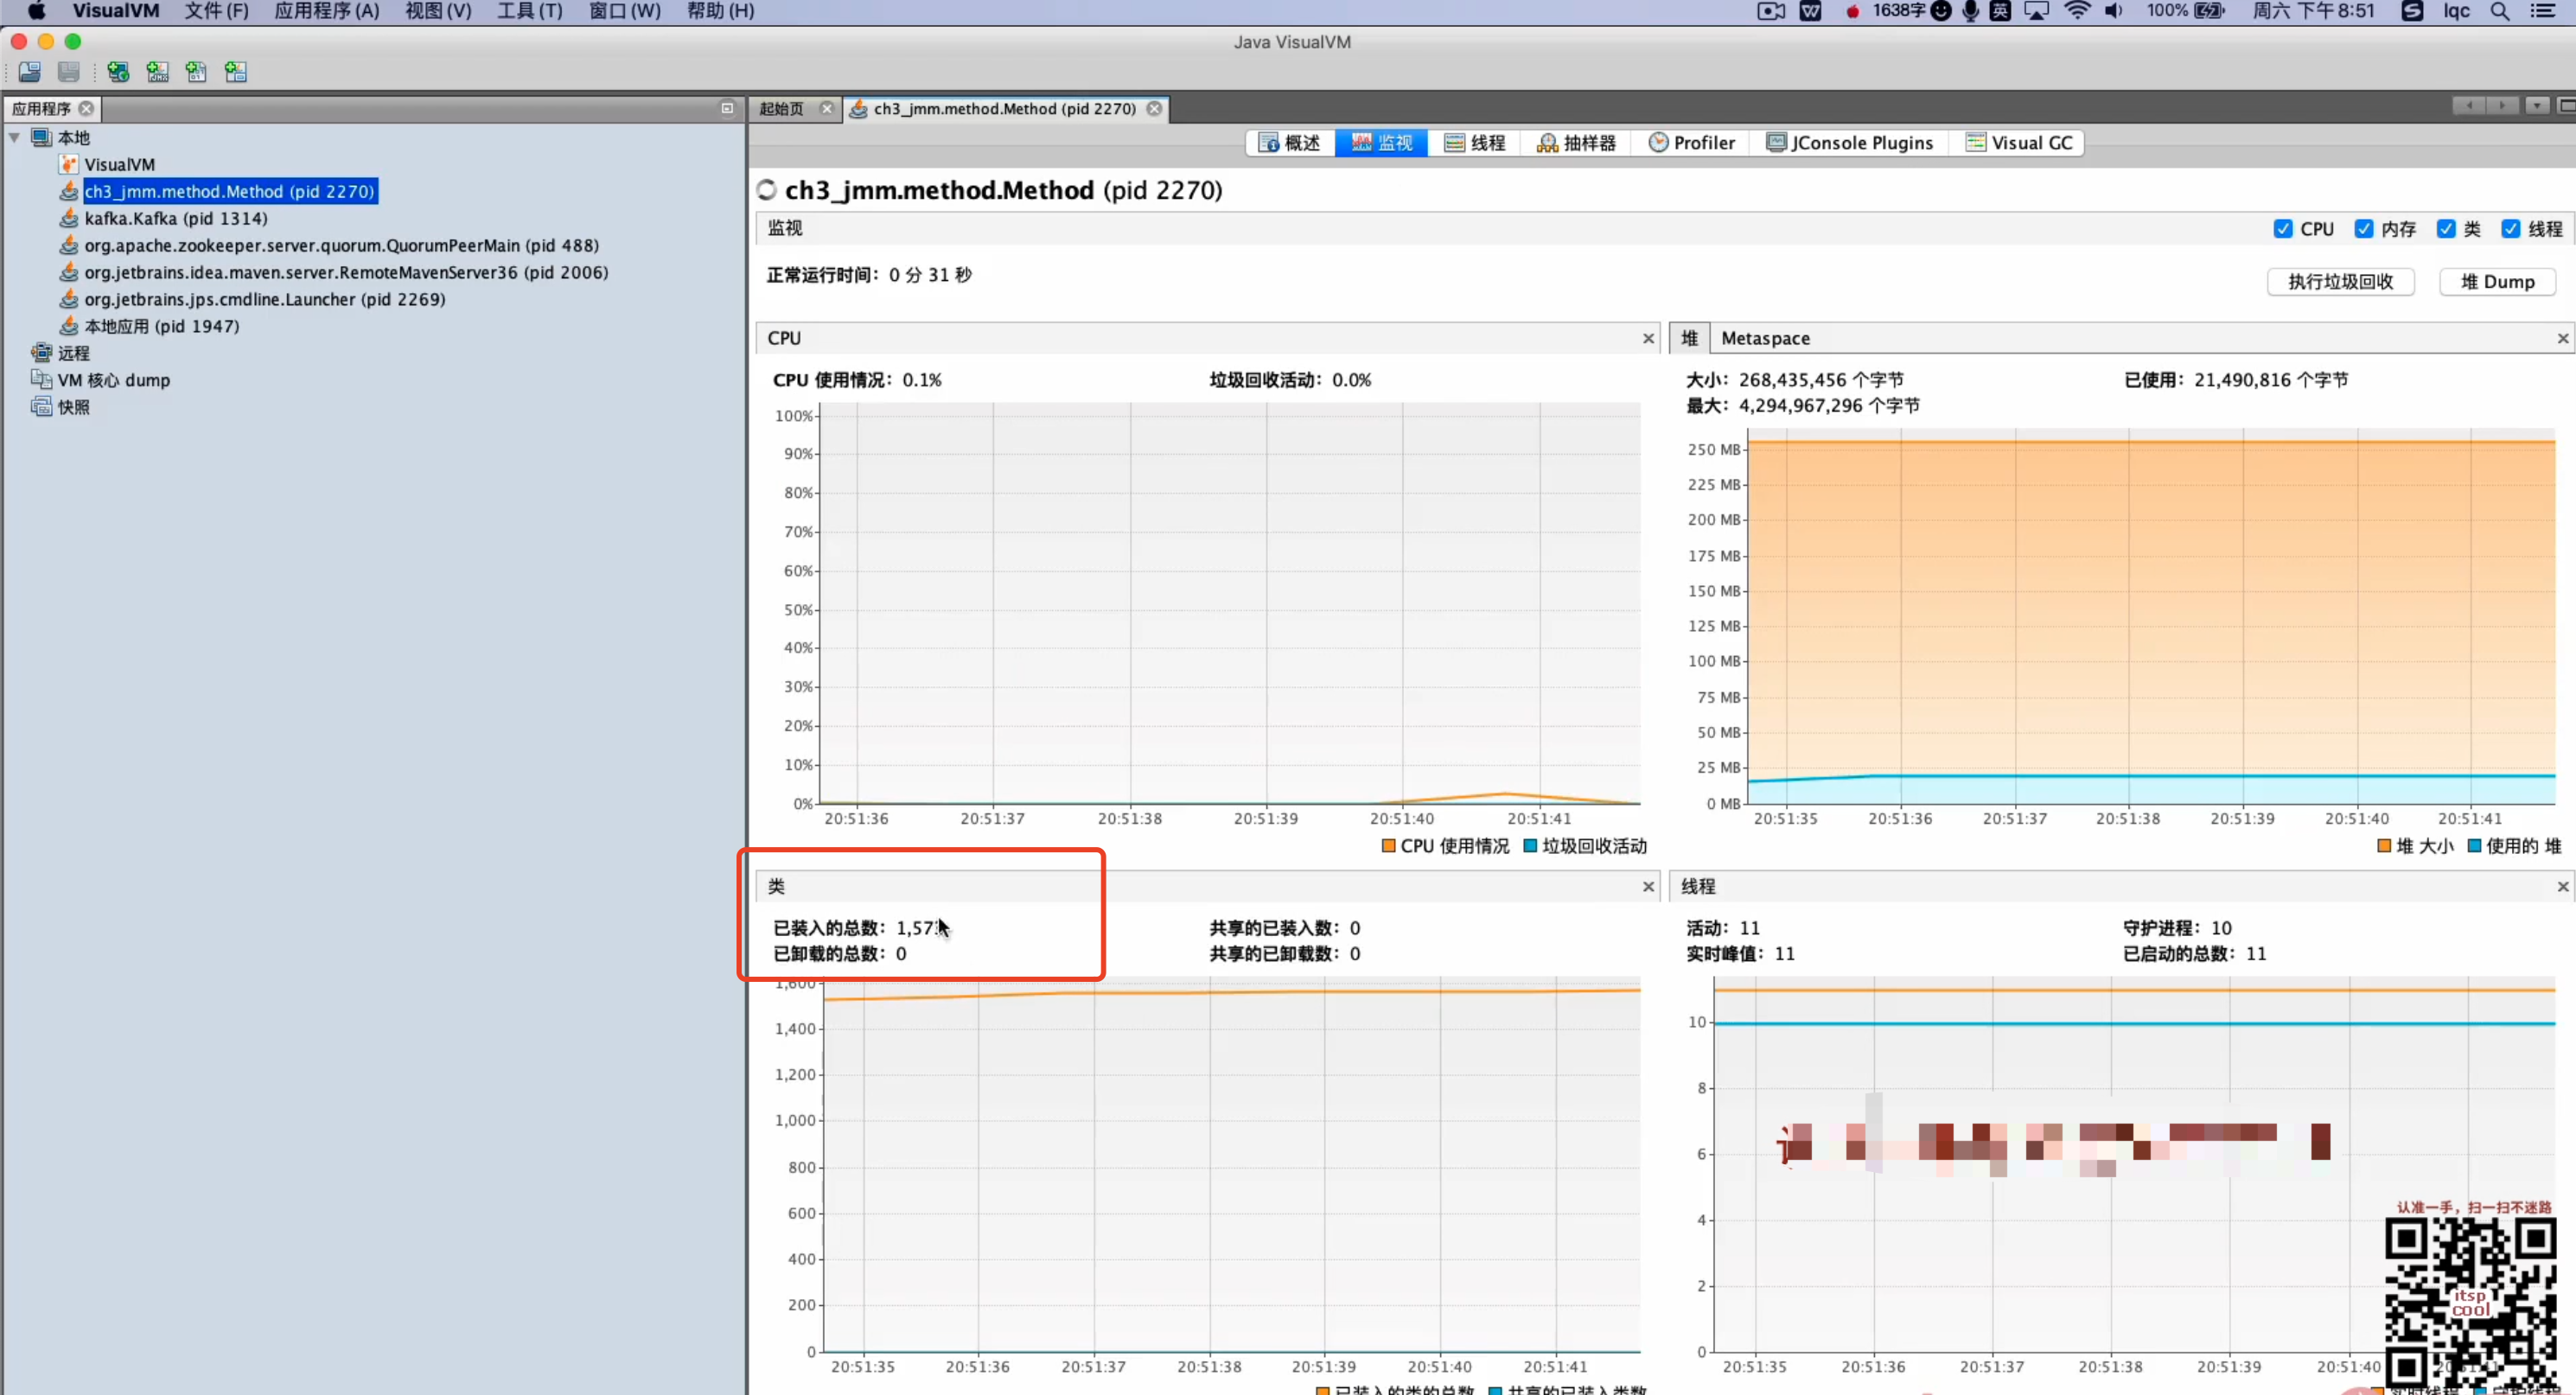 VisualVM 文件(F) 应用程序(A) 视图(V) 工具(T) 窗口(W) 帮助(H) 1638字 英 100% 周六 下午8:51 lqc
Java VisualVM
应用程序
本地
VisualVM
ch3_jmm.method.Method (pid 2270)
kafka.Kafka (pid 1314)
org.apache.zookeeper.server.quorum.QuorumPeerMain (pid 488)
org.jetbrains.idea.maven.server.RemoteMavenServer36 (pid 2006)
org.jetbrains.jps.cmdline.Launcher (pid 2269)
本地应用 (pid 1947)
远程
VM 核心 dump
快照
起始页 ch3_jmm.method.Method (pid 2270)
概述 监视 线程 抽样器 Profiler JConsole Plugins Visual GC
ch3_jmm.method.Method (pid 2270)
监视 CPU 内存 类 线程
正常运行时间: 0 分 31 秒 执行垃圾回收 堆 Dump
CPU
CPU 使用情况: 0.1% 垃圾回收活动: 0.0%
100%
90%
80%
70%
60%
50%
40%
30%
20%
10%
0%
20:51:36 20:51:37 20:51:38 20:51:39 20:51:40 20:51:41
CPU 使用情况 垃圾回收活动
堆 Metaspace
大小: 268,435,456 个字节 已使用: 21,490,816 个字节
最大: 4,294,967,296 个字节
250 MB
225 MB
200 MB
175 MB
150 MB
125 MB
100 MB
75 MB
50 MB
25 MB
0 MB
20:51:35 20:51:36 20:51:37 20:51:38 20:51:39 20:51:40 20:51:41
堆 大小 使用的 堆
类
已装入的总数: 共享的已装入数: 0
已卸载的总数: 0 共享的已卸载数: 0
1,600
1,400
1,200
1,000
800
600
400
200
0
20:51:35 20:51:36 20:51:37 20:51:38 20:51:39 20:51:40 20:51:41
已装入的类的总数 共享的已装入类数
线程
活动: 11 守护进程: 10
实时峰值: 11 已启动的总数: 11
10
8
6
4
2
0
20:51:35 20:51:36 20:51:37 20:51:38 20:51:39 20:51:40
实时线程 守护线程
认准一手，扫一扫不迷路
itsp
cool